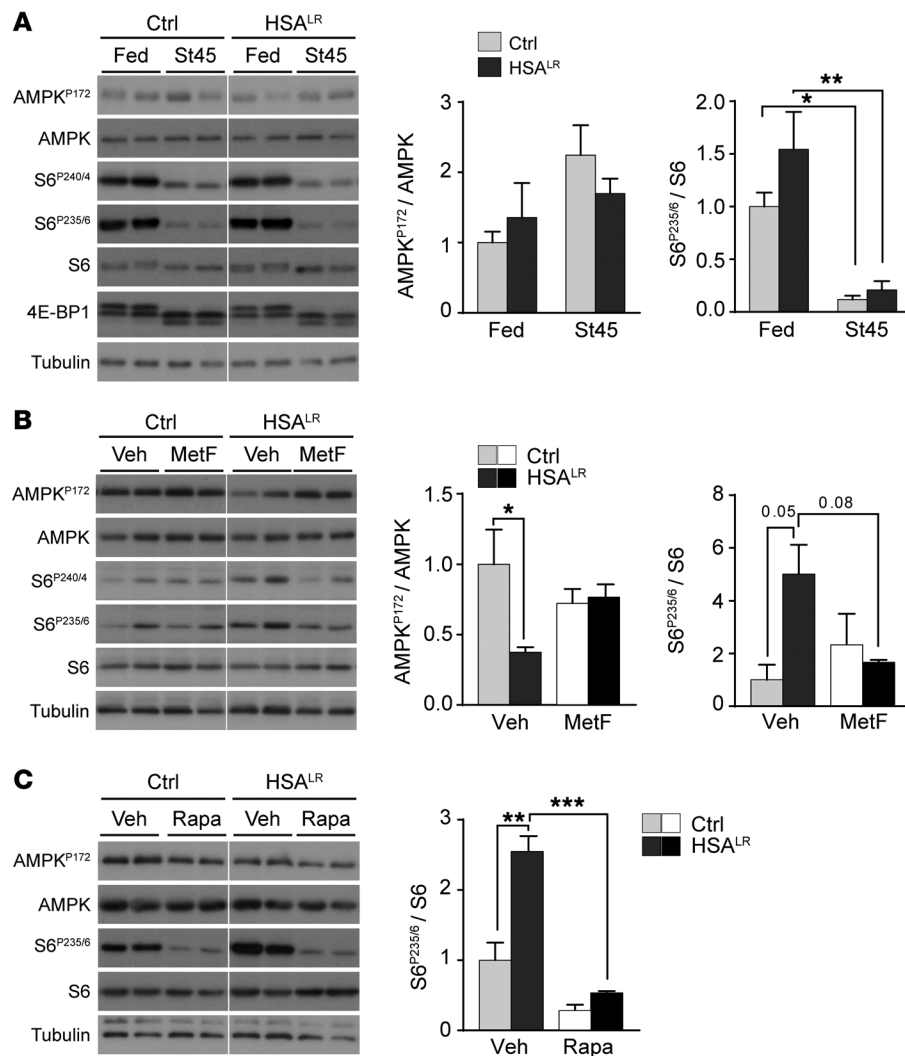 A
Ctrl HSA^LR
Fed St45 Fed St45
AMPK^P172
AMPK
S6^P240/4
S6^P235/6
S6
4E-BP1
Tubulin
Ctrl
HSA^LR
AMPK^P172 / AMPK
3
2
1
0
Fed St45
** 
*
S6^P235/6 / S6
2.0
1.5
1.0
0.5
0.0
Fed St45
B
Ctrl HSA^LR
Veh MetF Veh MetF
AMPK^P172
AMPK
S6^P240/4
S6^P235/6
S6
Tubulin
Ctrl
HSA^LR
AMPK^P172 / AMPK
1.5
1.0
0.5
0.0
*
Veh MetF
S6^P235/6 / S6
8
6
4
2
0
0.05 0.08
Veh MetF
C
Ctrl HSA^LR
Veh Rapa Veh Rapa
AMPK^P172
AMPK
S6^P235/6
S6
Tubulin
S6^P235/6 / S6
3
2
1
0
** ***
Veh Rapa
Ctrl
HSA^LR